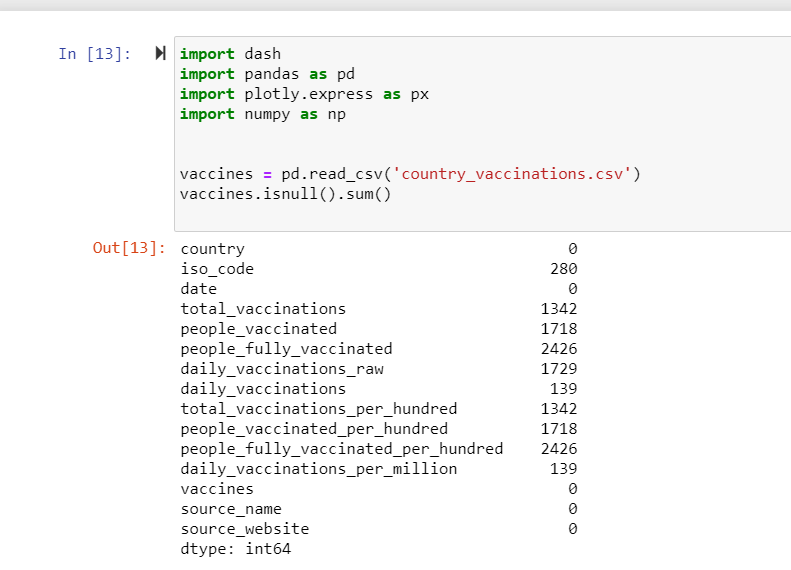 In [13]:
import dash
import pandas as pd
import plotly.express as px
import numpy as np
vaccines = pd.read_csv('country_vaccinations.csv')
vaccines.isnull().sum()
Out[13]:
country 0
iso_code 280
date 0
total_vaccinations 1342
people_vaccinated 1718
people_fully_vaccinated 2426
daily_vaccinations_raw 1729
daily_vaccinations 139
total_vaccinations_per_hundred 1342
people_vaccinated_per_hundred 1718
people_fully_vaccinated_per_hundred 2426
daily_vaccinations_per_million 139
vaccines 0
source_name 0
source_website 0
dtype: int64